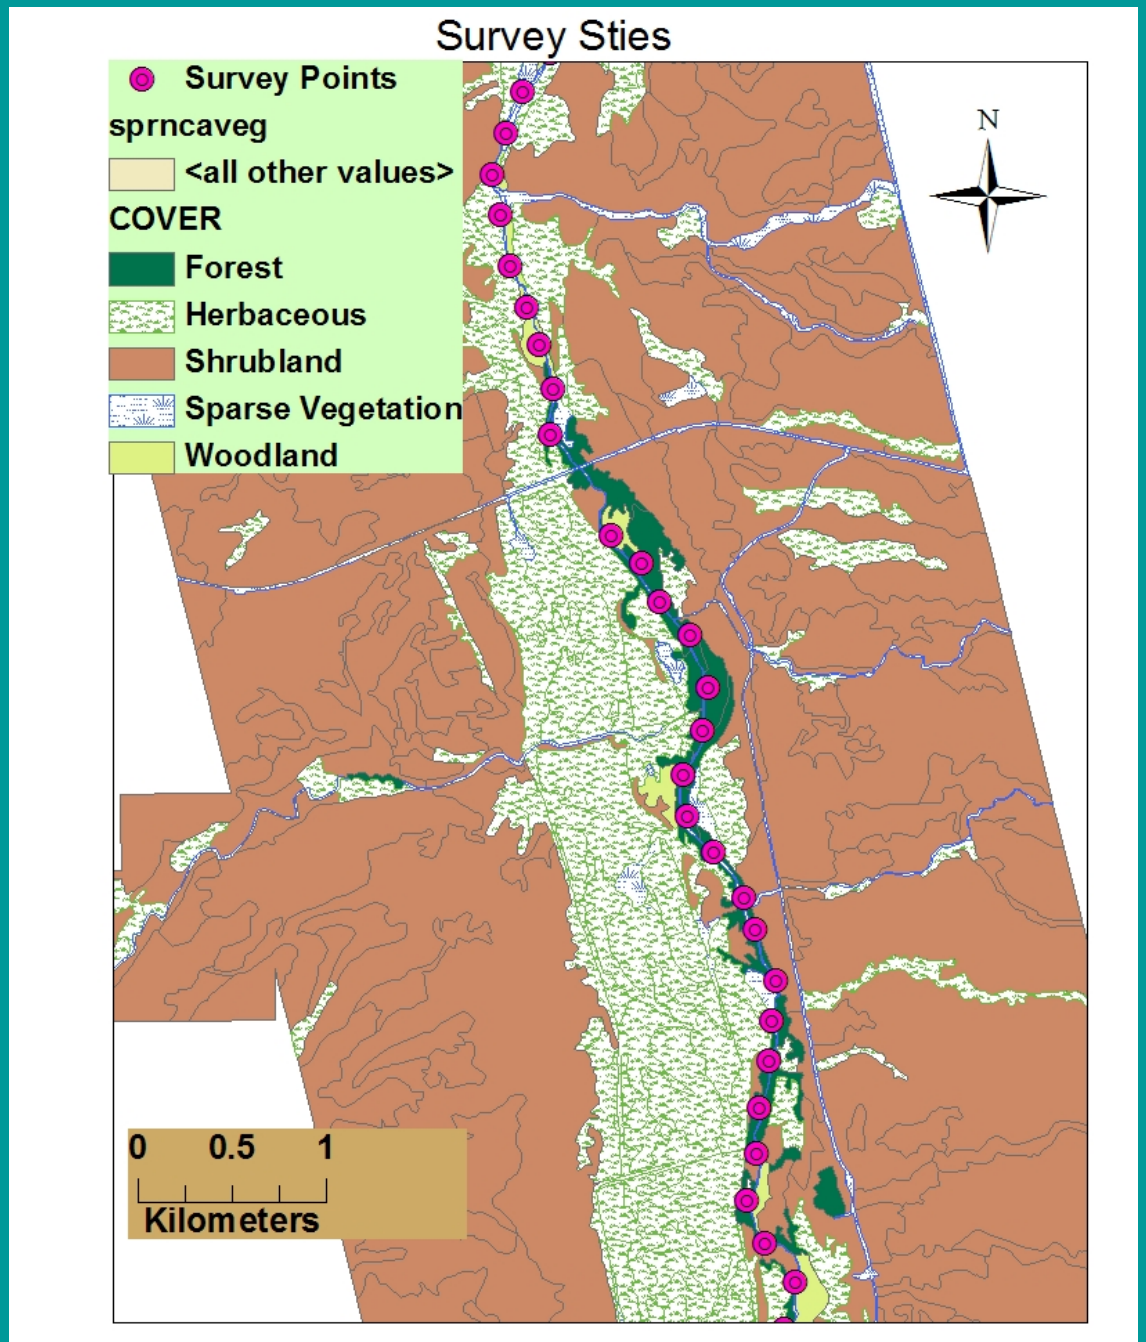 Survey Sties
Survey Points
sprncaveg
<all other values>
COVER
Forest
Herbaceous
Shrubland
Sparse Vegetation
Woodland
N
0 0.5 1
Kilometers